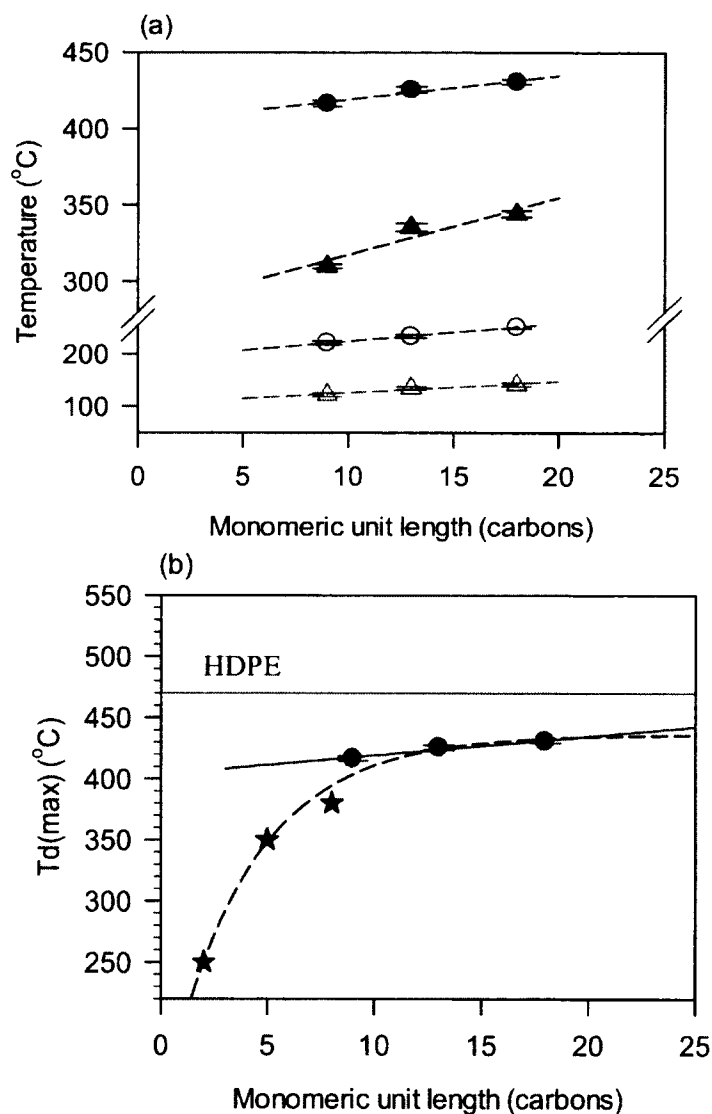 (a)
450
400
350
300
200
100
Temperature (°C)
0 5 10 15 20 25
Monomeric unit length (carbons)
(b)
550
500
450
400
350
300
250
Td(max) (°C)
HDPE
0 5 10 15 20 25
Monomeric unit length (carbons)